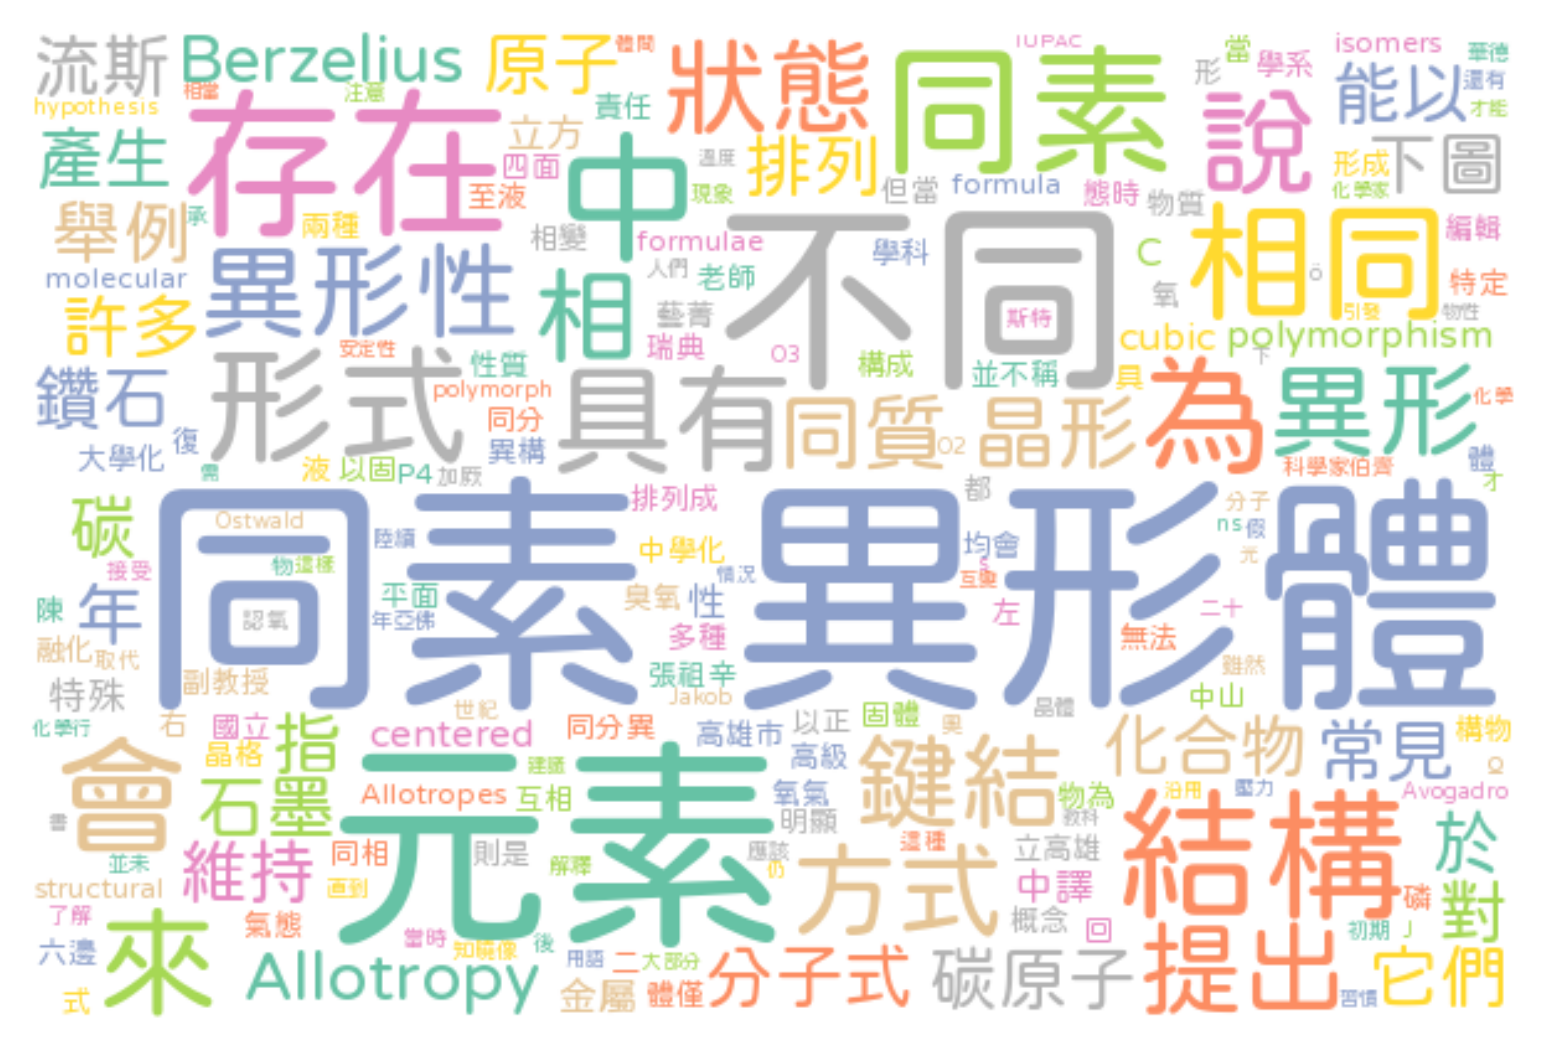 流斯 Berzelius 原子 體間 狀態 同素 IUPAC 當 學系 isomers 華德
hypothesis 相當 注意 責任 形 能以 還有 才能
產生 存在 立方 四面 中 溫度 排列 說 形成 下圖
舉例 承 兩種 至液 現象 但當 formula 態時 物質 化學家
相變 formulae 不同 學科 C 相同 編輯
molecular 異形性 相 人們 老師 氧 Ö 特定
許多 藝菁 斯特 引發 物性
安定性 瑞典 O3 構成 cubic polymorphism
鑽石 形式 性質 具有 並不稱 具 為 異形 下
polymorph 同分 同質 O2 晶形 化學
大學化 復 異構 科學家伯齊 體
需 液 以固 P4 加厥 才
碳 同素異形體 排列成 都 分子
Ostwald 陸續 中學化 均會 ns 假
接受 物 這樣 情況 s 互變 元
陳 年 認氧 平面 年亞佛 臭氧 性 左 二十
融化 取代 多種 無法 雖然
特殊 副教授 張祖辛 Jakob 中山
化學行 右 國立 指 世紀 同分異 高雄市 以正 固體 奧 晶體 化合物 常見 構物
晶格 centered 高級 鍵結 Ω
會 石墨 元素 建議 Allotropes 互相 氧氣 物為 沿用 壓力 Avogadro
書 明顯 教科 結構 於
並未 維持 同相 則是 解釋 應該 仍 這種 立高雄
structural 直到 方式 中譯 磷 對
了解 氣態 當時 概念 回 初期 J
六邊 來 Allotropy 知曉像 後 用語 二 大部分 分子式 碳原子 提出 它們
式 金屬 體僅 習慣